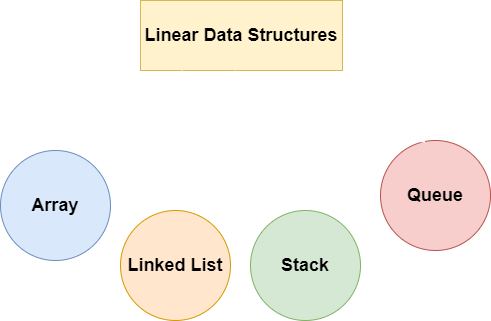 Linear Data Structures
Array
Linked List
Stack
Queue